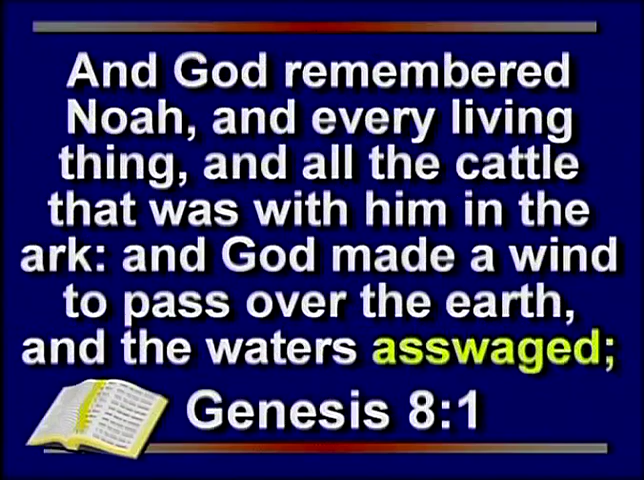 And God remembered
Noah, and every living
thing, and all the cattle
that was with him in the
ark: and God made a wind
to pass over the earth,
and the waters asswaged;
Genesis 8:1